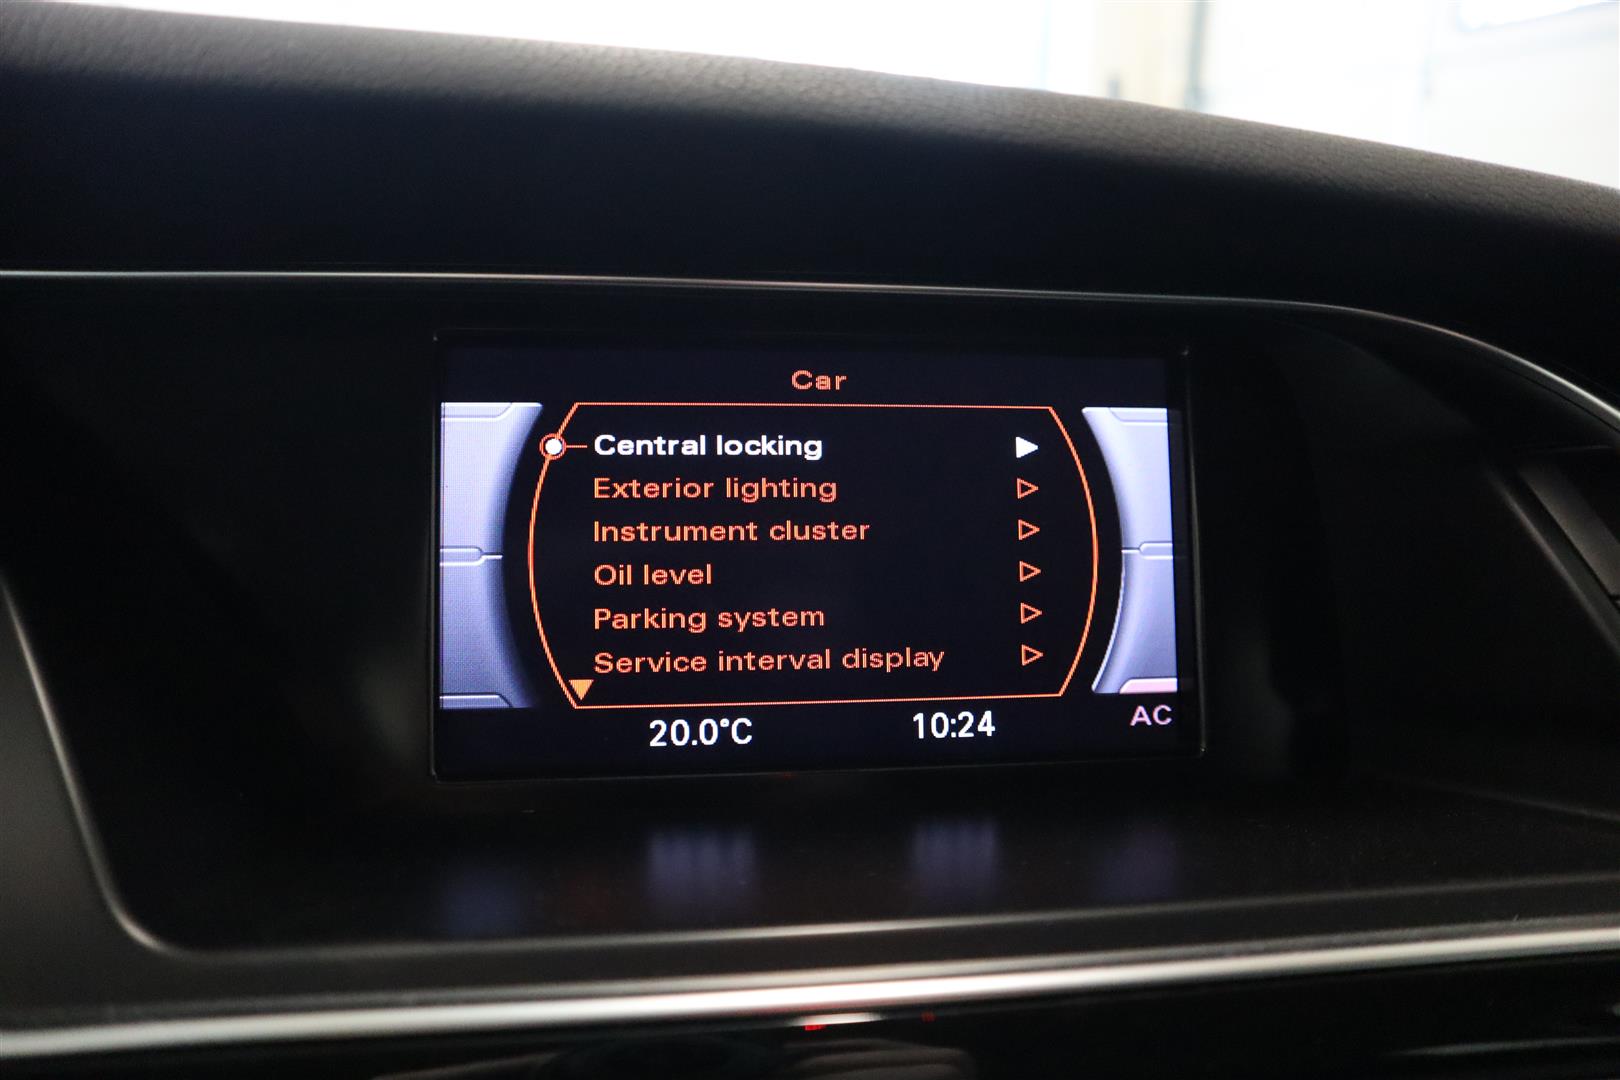 Car
Central locking
Exterior lighting
Instrument cluster
Oil level
Parking system
Service interval display
20.0°C 10:24 AC